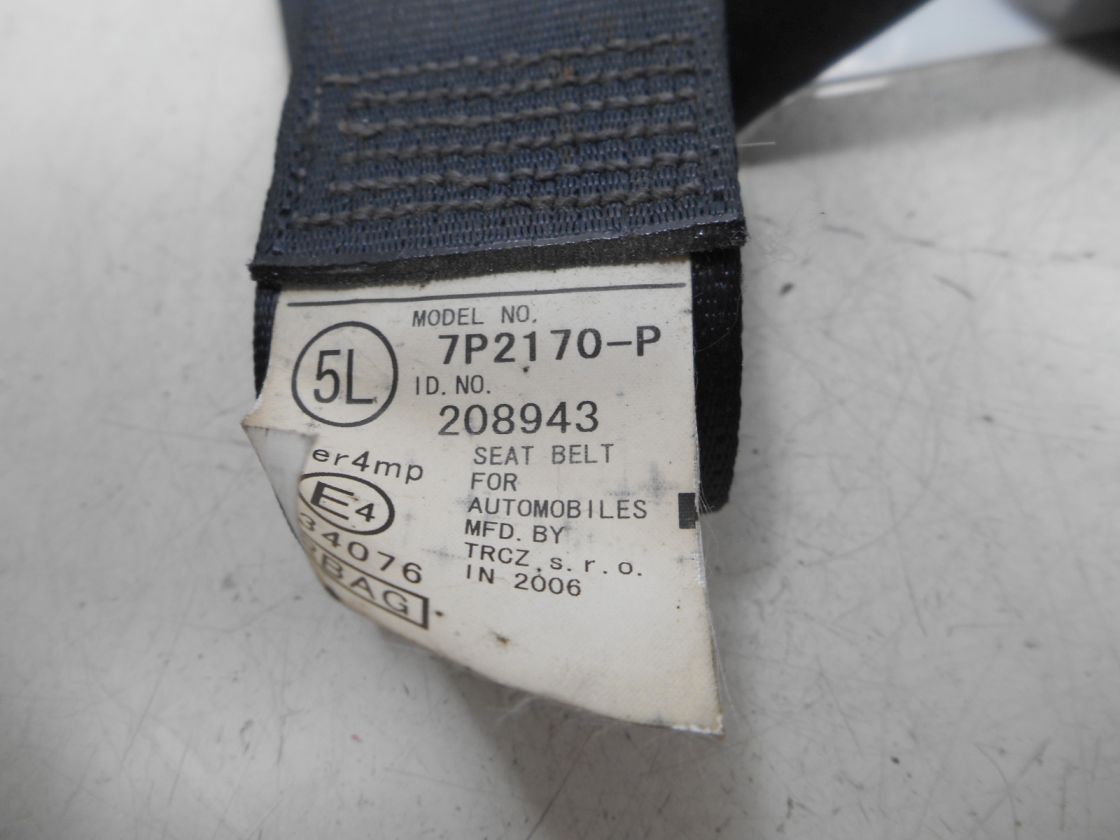 MODEL NO.
7P2170-P
5L
ID. NO.
208943
er4mp
E4
34076
BAG
SEAT BELT
FOR
AUTOMOBILES
MFD. BY
TRCZ s. r. o.
IN 2006